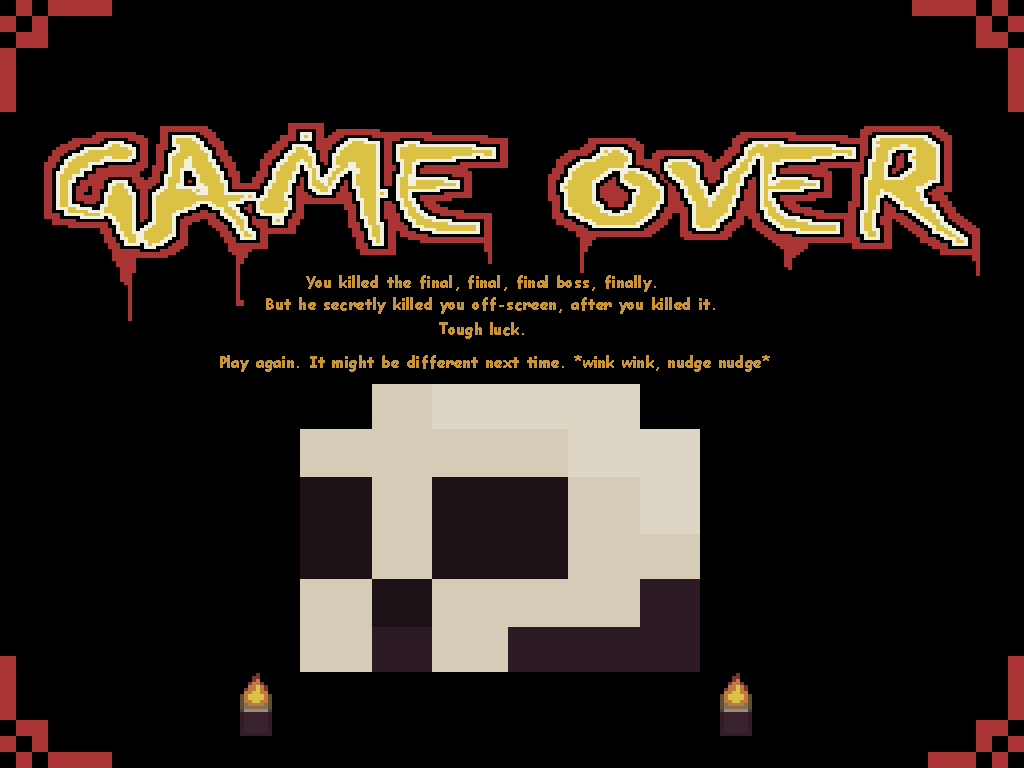 GAME OVER
You killed the final, final, final boss, finally.
But he secretly killed you off-screen, after you killed it.
Tough luck.
Play again. It might be different next time. *wink wink, nudge nudge*